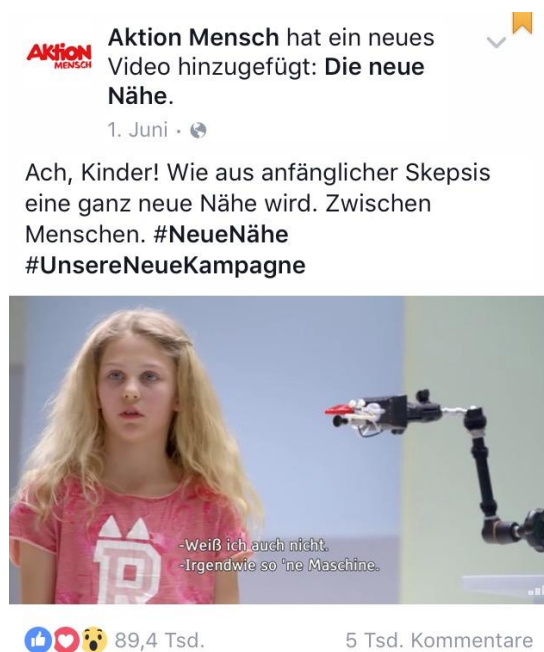 AKTiON MENSCH
Aktion Mensch hat ein neues
Video hinzugefügt: Die neue
Nähe.
1. Juni
Ach, Kinder! Wie aus anfänglicher Skepsis
eine ganz neue Nähe wird. Zwischen
Menschen. #NeueNähe
#UnsereNeueKampagne
R
-Weiß ich auch nicht.
-Irgendwie so 'ne Maschine.
89,4 Tsd.
5 Tsd. Kommentare